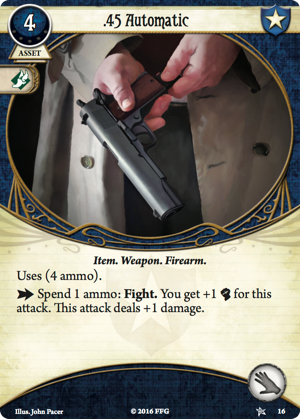 4
.45 Automatic
ASSET
Item. Weapon. Firearm.
Uses (4 ammo).
Spend 1 ammo: Fight. You get +1 for this
attack. This attack deals +1 damage.
Illus. John Pacer
© 2016 FFG
16